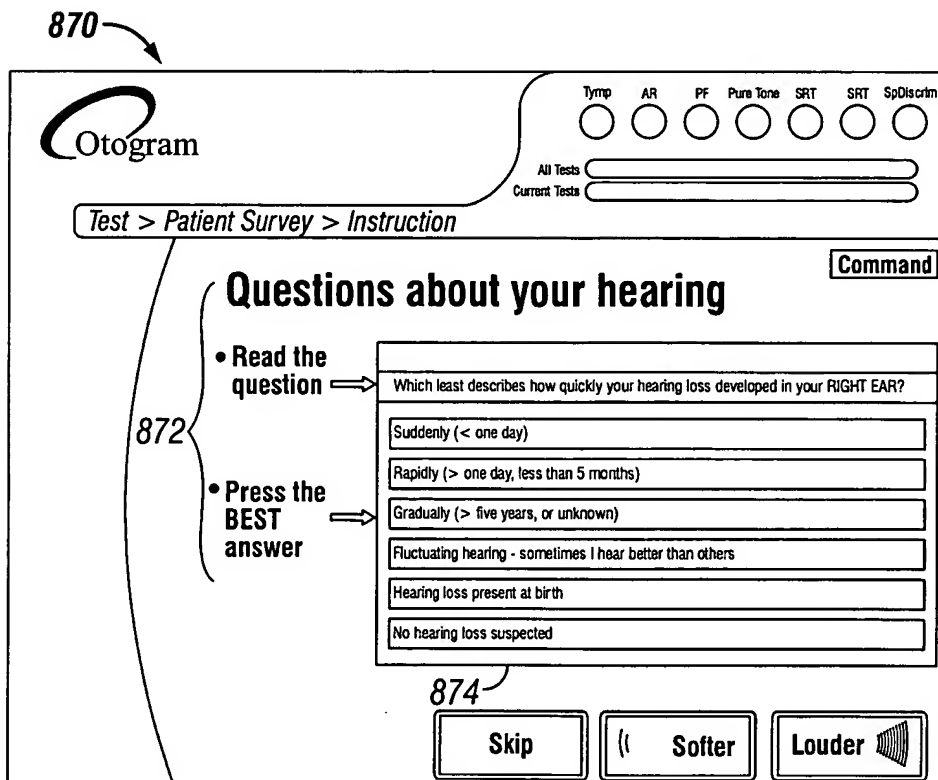 870
Otogram
Tymp AR PF Pure Tone SRT SRT SpDiscrim
All Tests
Current Tests
Test > Patient Survey > Instruction
Command
Questions about your hearing
• Read the
question
Which least describes how quickly your hearing loss developed in your RIGHT EAR?
872
Suddenly (< one day)
Rapidly (> one day, less than 5 months)
• Press the
BEST
answer
Gradually (> five years, or unknown)
Fluctuating hearing - sometimes I hear better than others
Hearing loss present at birth
No hearing loss suspected
874
Skip
Softer
Louder